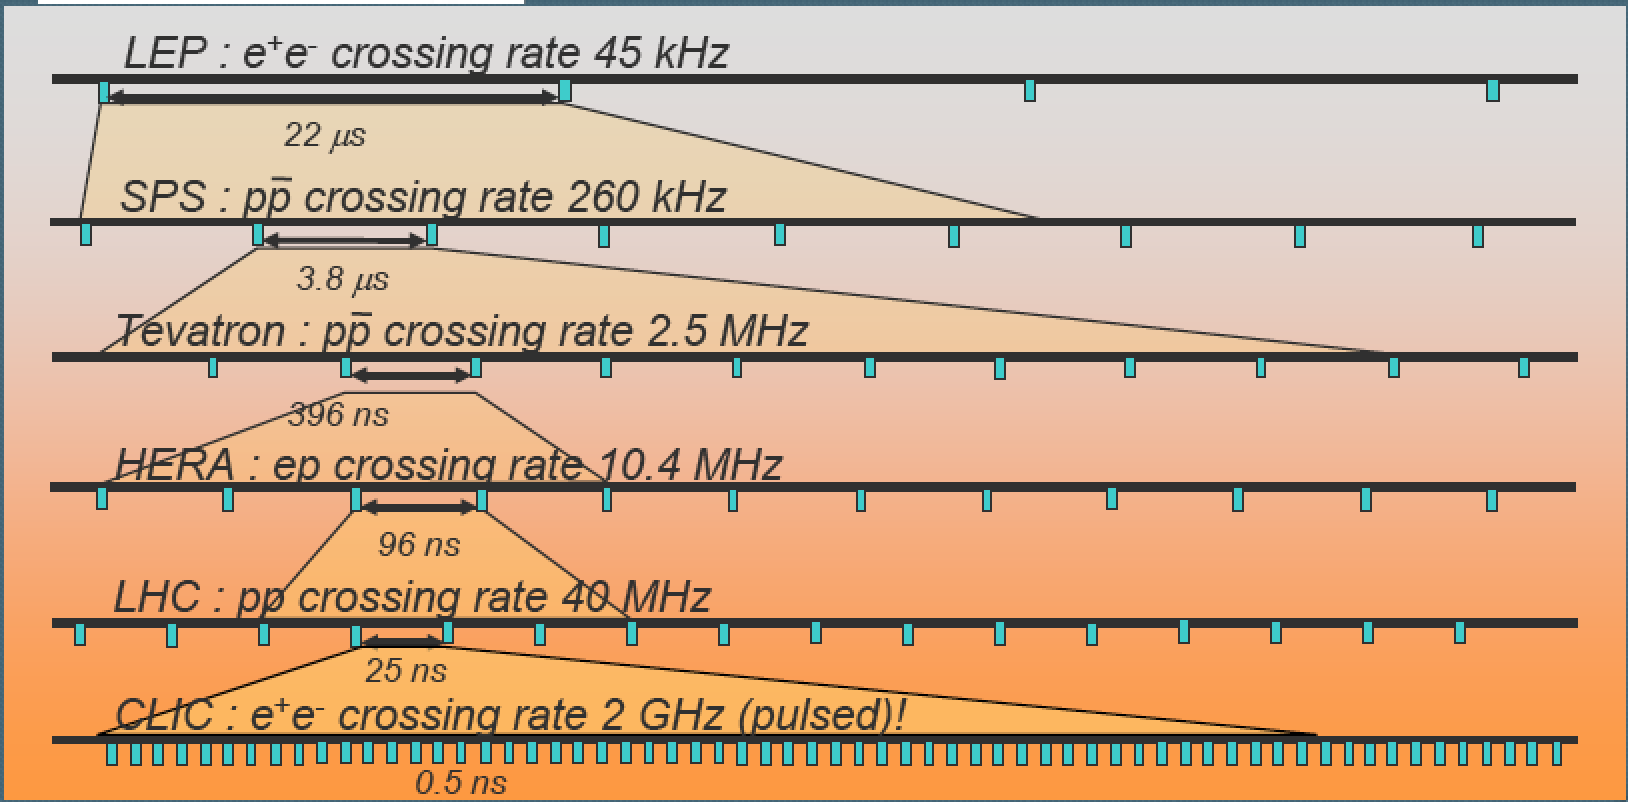 LEP : e⁺e⁻ crossing rate 45 kHz
22 μs
SPS : pp̅ crossing rate 260 kHz
3.8 μs
Tevatron : pp̅ crossing rate 2.5 MHz
396 ns
HERA : ep crossing rate 10.4 MHz
96 ns
LHC : pp crossing rate 40 MHz
25 ns
CLIC : e⁺e⁻ crossing rate 2 GHz (pulsed)!
0.5 ns